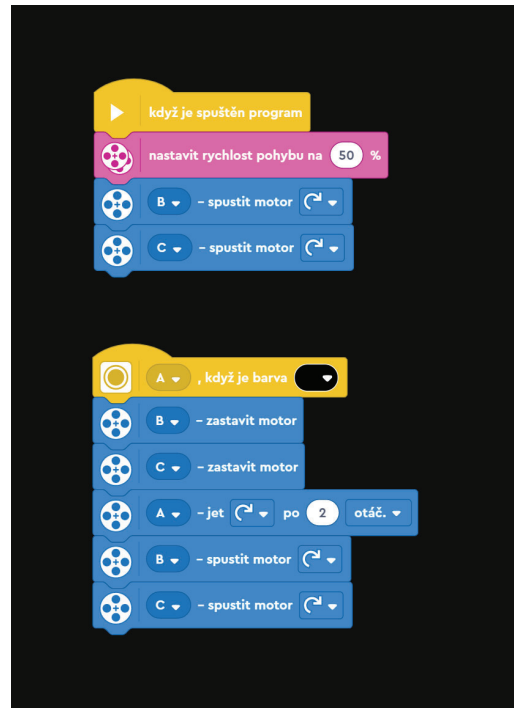 když je spuštěn program
nastavit rychlost pohybu na 50 %
B – spustit motor
C – spustit motor
A , když je barva
B – zastavit motor
C – zastavit motor
A – jet po 2 otáč.
B – spustit motor
C – spustit motor